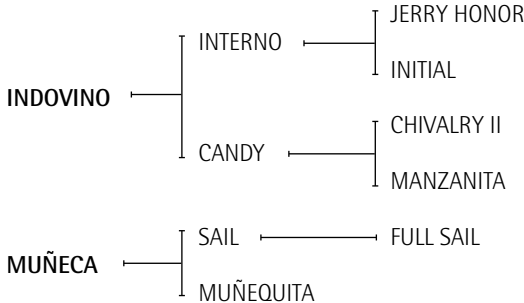 JERRY HONOR
INTERNO
INITIAL
INDOVINO
CHIVALRY II
CANDY
MANZANITA
SAIL
FULL SAIL
MUÑECA
MUÑEQUITA